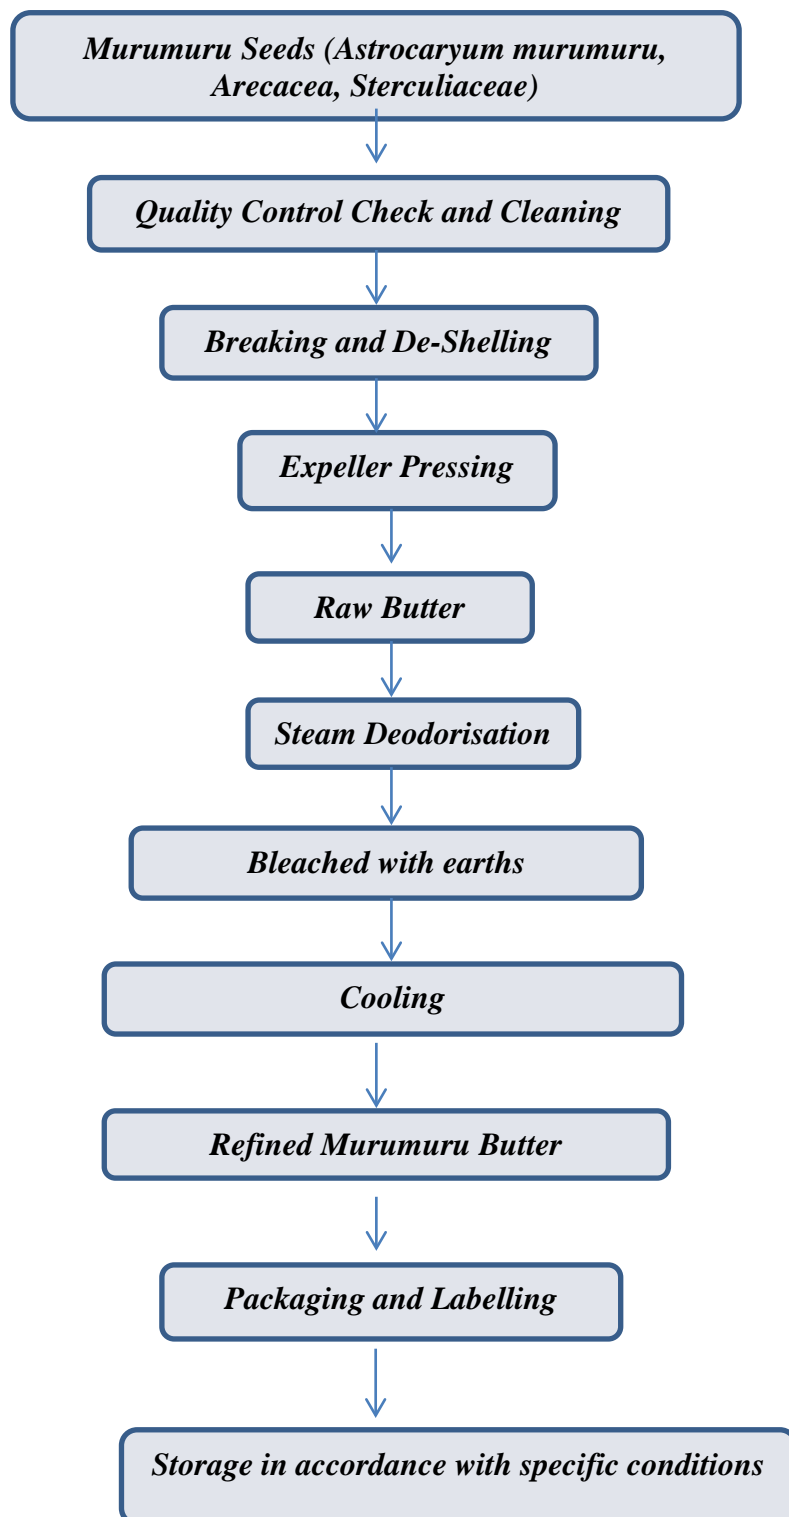 Murumuru Seeds (Astrocaryum murumuru,
Arecacea, Sterculiaceae)
Quality Control Check and Cleaning
Breaking and De-Shelling
Expeller Pressing
Raw Butter
Steam Deodorisation
Bleached with earths
Cooling
Refined Murumuru Butter
Packaging and Labelling
Storage in accordance with specific conditions